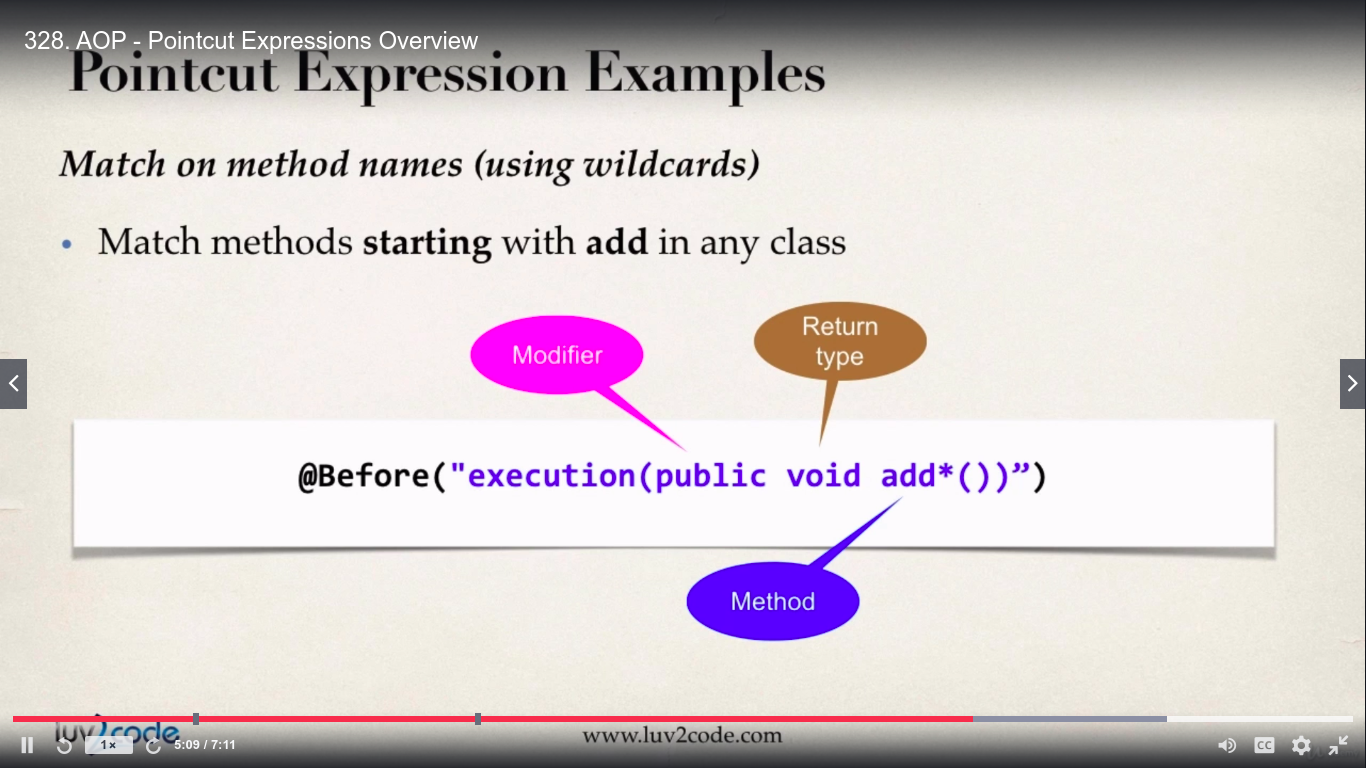 328. AOP - Pointcut Expressions Overview
Pointcut Expression Examples
Match on method names (using wildcards)
• Match methods starting with add in any class
Modifier
Return
type
@Before("execution(public void add*())”)
Method
luv2code
www.luv2code.com
1×
5:09 / 7:11
CC